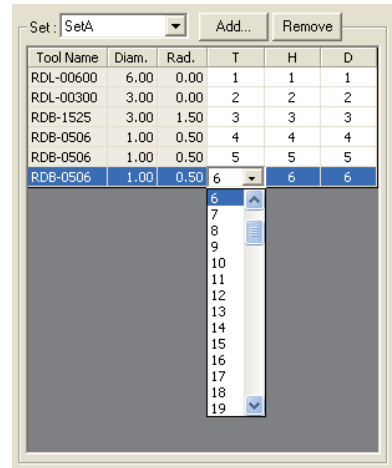 Set : SetA Add... Remove
Tool Name Diam. Rad. T H D
RDL-00600 6.00 0.00 1 1 1
RDL-00300 3.00 0.00 2 2 2
RDB-1525 3.00 1.50 3 3 3
RDB-0506 1.00 0.50 4 4 4
RDB-0506 1.00 0.50 5 5 5
RDB-0506 1.00 0.50 6 6 6
6
7
8
9
10
11
12
13
14
15
16
17
18
19